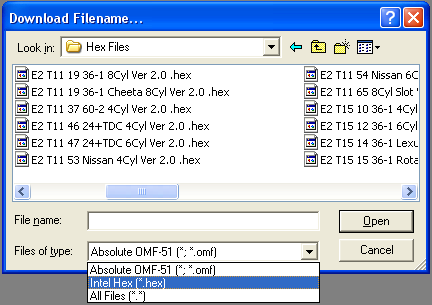 Download Filename...
Look in: Hex Files
E2 T11 19 36-1 8Cyl Ver 2.0 .hex
E2 T11 19 36-1 Cheeta 8Cyl Ver 2.0 .hex
E2 T11 37 60-2 4Cyl Ver 2.0 .hex
E2 T11 46 24+TDC 4Cyl Ver 2.0 .hex
E2 T11 47 24+TDC 6Cyl Ver 2.0 .hex
E2 T11 53 Nissan 4Cyl Ver 2.0 .hex
E2 T11 54 Nissan 6C
E2 T11 65 8Cyl Slot '
E2 T15 10 36-1 4Cyl
E2 T15 12 36-1 6Cyl
E2 T15 14 36-1 Lexu
E2 T15 15 36-1 Rota
File name:
Open
Files of type: Absolute OMF-51 (*; *.omf)
Cancel
Absolute OMF-51 (*; *.omf)
Intel Hex (*.hex)
All Files (*.*)